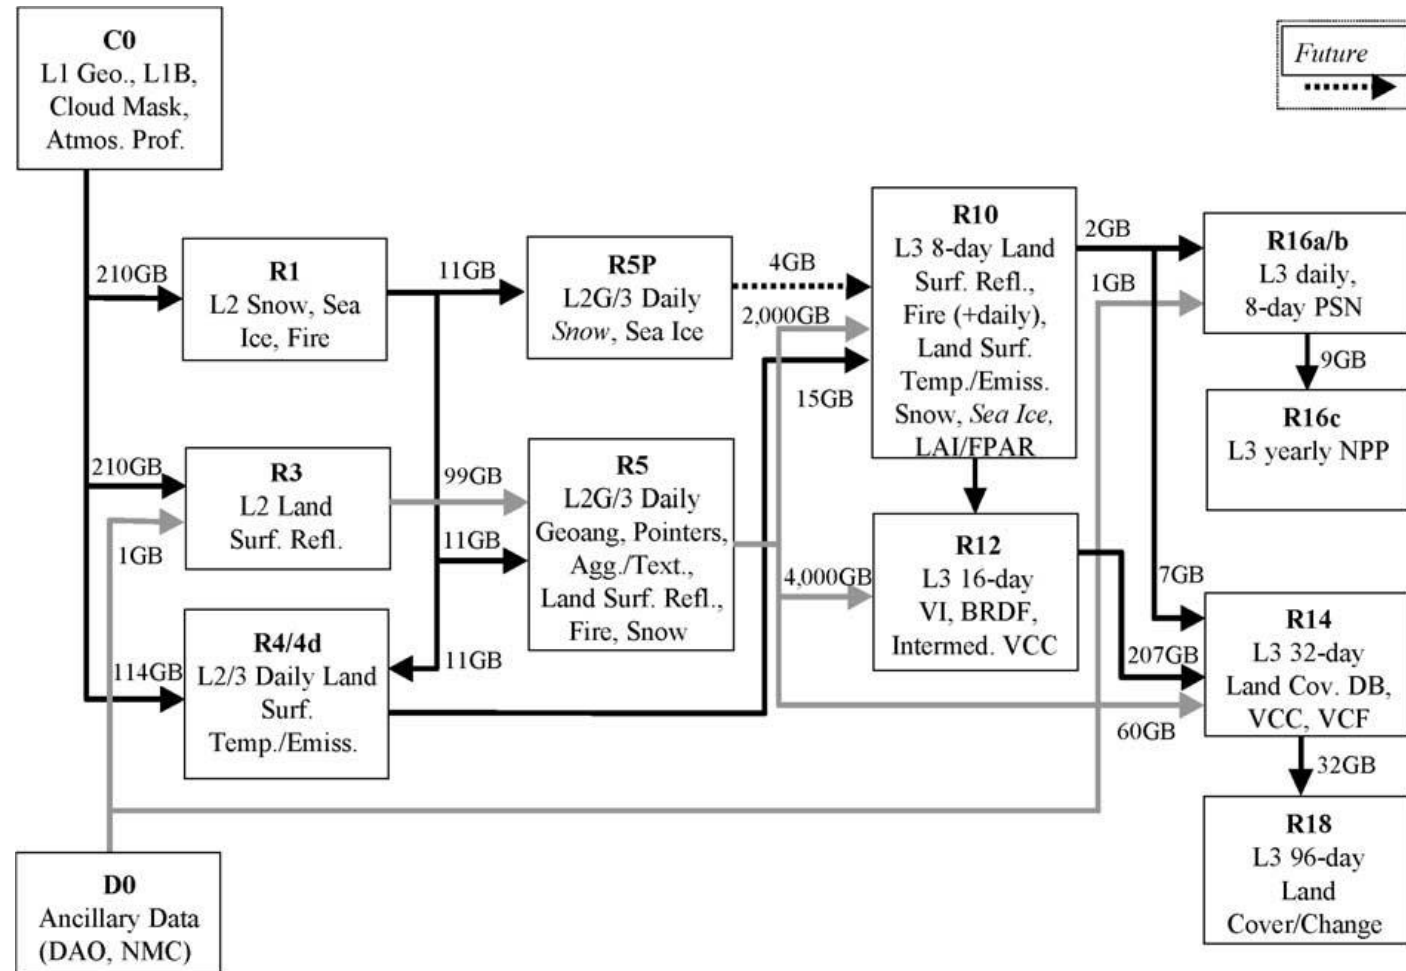 C0
L1 Geo., L1B,
Cloud Mask,
Atmos. Prof.
Future
210GB
R1
L2 Snow, Sea
Ice, Fire
11GB
R5P
L2G/3 Daily
Snow, Sea Ice
4GB
2,000GB
15GB
R10
L3 8-day Land
Surf. Refl.,
Fire (+daily),
Land Surf.
Temp./Emiss.
Snow, Sea Ice,
LAI/FPAR
2GB
1GB
R16a/b
L3 daily,
8-day PSN
9GB
R16c
L3 yearly NPP
210GB
1GB
R3
L2 Land
Surf. Refl.
99GB
11GB
R5
L2G/3 Daily
Geoang, Pointers,
Agg./Text.,
Land Surf. Refl.,
Fire, Snow
4,000GB
R12
L3 16-day
VI, BRDF,
Intermed. VCC
7GB
207GB
60GB
R14
L3 32-day
Land Cov. DB,
VCC, VCF
114GB
R4/4d
L2/3 Daily Land
Surf.
Temp./Emiss.
11GB
32GB
R18
L3 96-day
Land
Cover/Change
D0
Ancillary Data
(DAO, NMC)